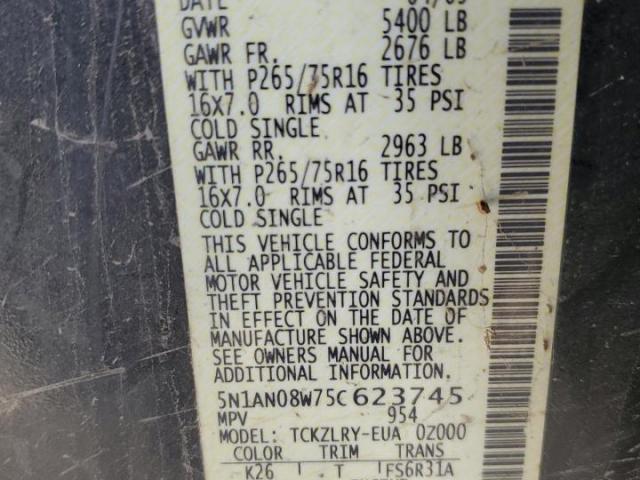 DATE 04/05
GVWR 5400 LB
GAWR FR. 2676 LB
WITH P265/75R16 TIRES
16x7.0 RIMS AT 35 PSI
COLD SINGLE
GAWR RR. 2963 LB
WITH P265/75R16 TIRES
16x7.0 RIMS AT 35 PSI
COLD SINGLE
THIS VEHICLE CONFORMS TO
ALL APPLICABLE FEDERAL
MOTOR VEHICLE SAFETY AND
THEFT PREVENTION STANDARDS
IN EFFECT ON THE DATE OF
MANUFACTURE SHOWN ABOVE.
SEE OWNERS MANUAL FOR
ADDITIONAL INFORMATION.
5N1AN08W75C623745
MPV 954
MODEL: TCKZLRY-EUA 0Z000
COLOR TRIM TRANS
K26 T FS6R31A